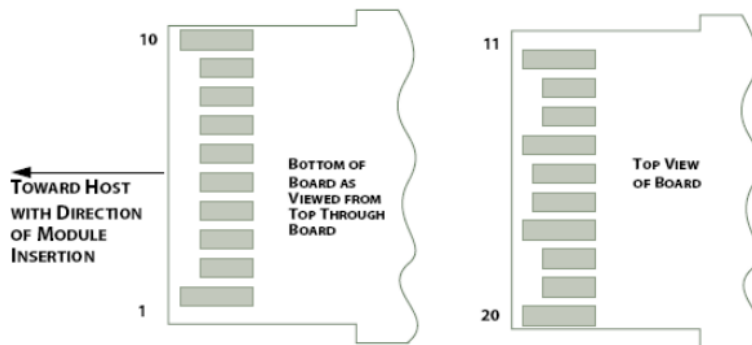 10
1
TOWARD HOST
WITH DIRECTION
OF MODULE
INSERTION
BOTTOM OF
BOARD AS
VIEWED FROM
TOP THROUGH
BOARD
11
20
TOP VIEW
OF BOARD